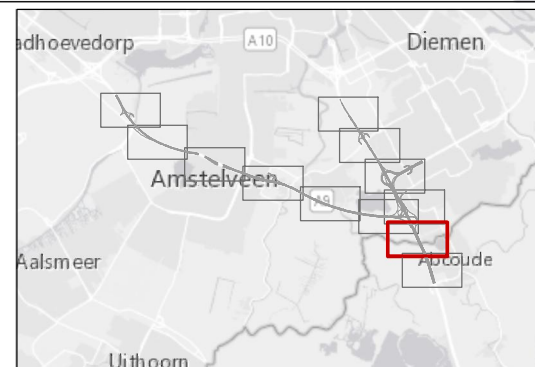 adhoevedorp
A10
Diemen
Amstelveen
A9
Abcoude
Aalsmeer
Uithoorn